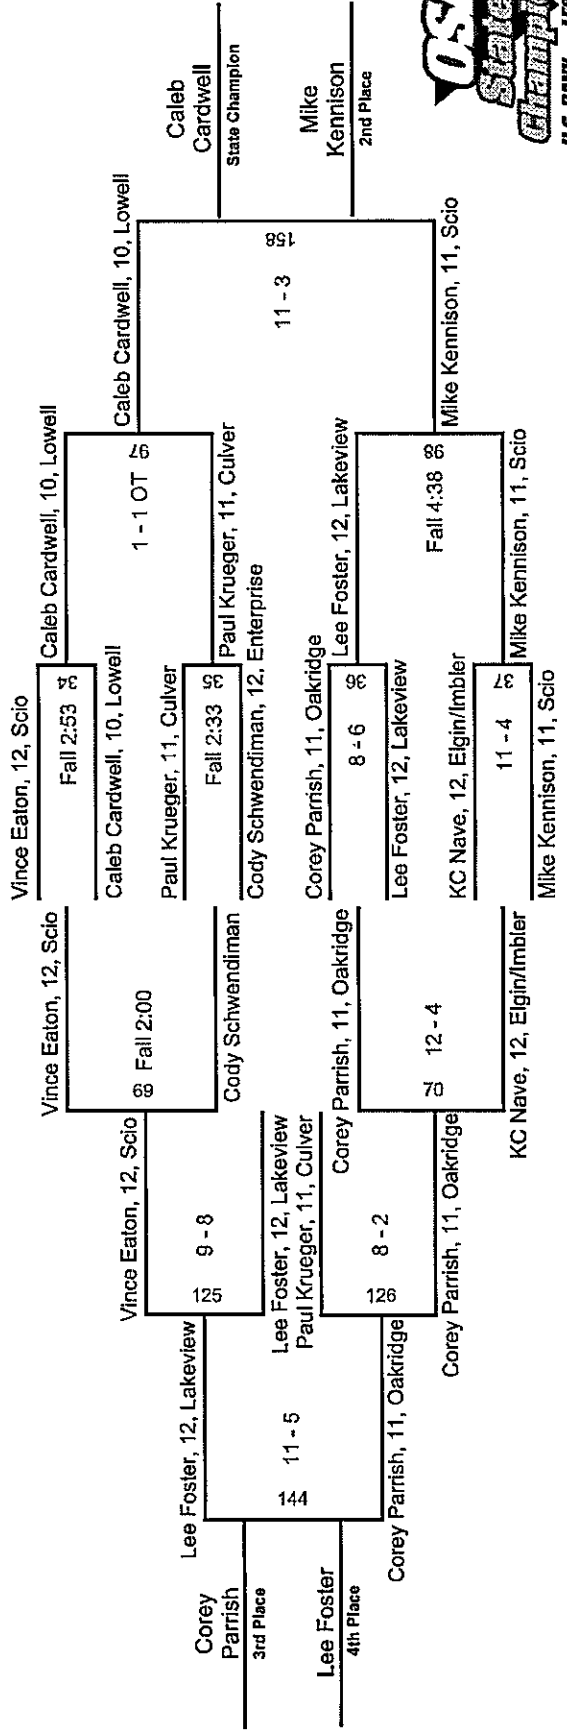 Vince Eaton, 12, Scio
34
Fall 2:53
Caleb Cardwell, 10, Lowell
Paul Krueger, 11, Culver
35
Fall 2:33
Cody Schwendiman, 12, Enterprise
Corey Parrish, 11, Oakridge
36
8 - 6
Lee Foster, 12, Lakeview
KC Nave, 12, Elgin/Imbler
37
11 - 4
Mike Kennison, 11, Scio
Caleb Cardwell, 10, Lowell
97
1 - 1 OT
Paul Krueger, 11, Culver
Lee Foster, 12, Lakeview
98
Fall 4:38
Mike Kennison, 11, Scio
Caleb Cardwell, 10, Lowell
158
11 - 3
Mike Kennison, 11, Scio
Caleb
Cardwell
State Champion
Mike
Kennison
2nd Place
Vince Eaton, 12, Scio
69
Fall 2:00
Cody Schwendiman
Corey Parrish, 11, Oakridge
70
12 - 4
KC Nave, 12, Elgin/Imbler
Vince Eaton, 12, Scio
125
9 - 8
Lee Foster, 12, Lakeview
Paul Krueger, 11, Culver
126
8 - 2
Corey Parrish, 11, Oakridge
Lee Foster, 12, Lakeview
144
11 - 5
Corey Parrish, 11, Oakridge
Corey
Parrish
3rd Place
Lee Foster
4th Place
State